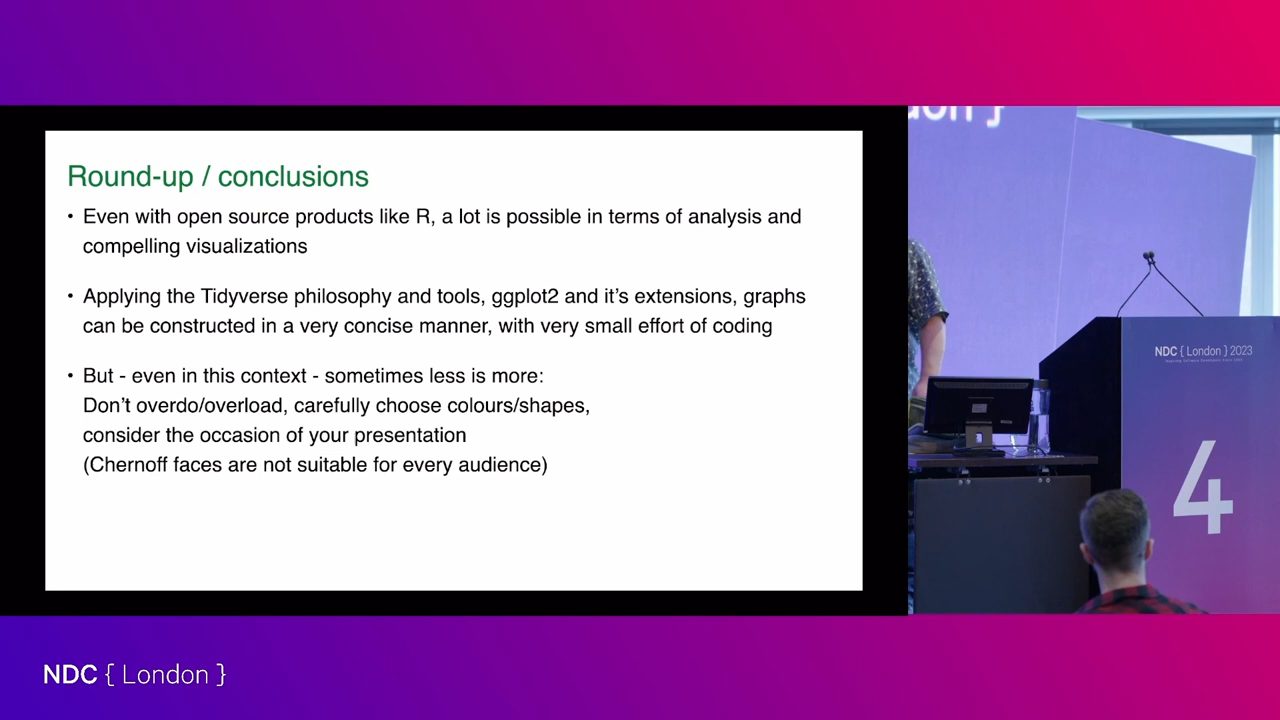 Round-up / conclusions
• Even with open source products like R, a lot is possible in terms of analysis and
compelling visualizations
• Applying the Tidyverse philosophy and tools, ggplot2 and it's extensions, graphs
can be constructed in a very concise manner, with very small effort of coding
• But - even in this context - sometimes less is more:
Don't overdo/overload, carefully choose colours/shapes,
consider the occasion of your presentation
(Chernoff faces are not suitable for every audience)
don }
NDC { London } 2023
4
NDC { London }